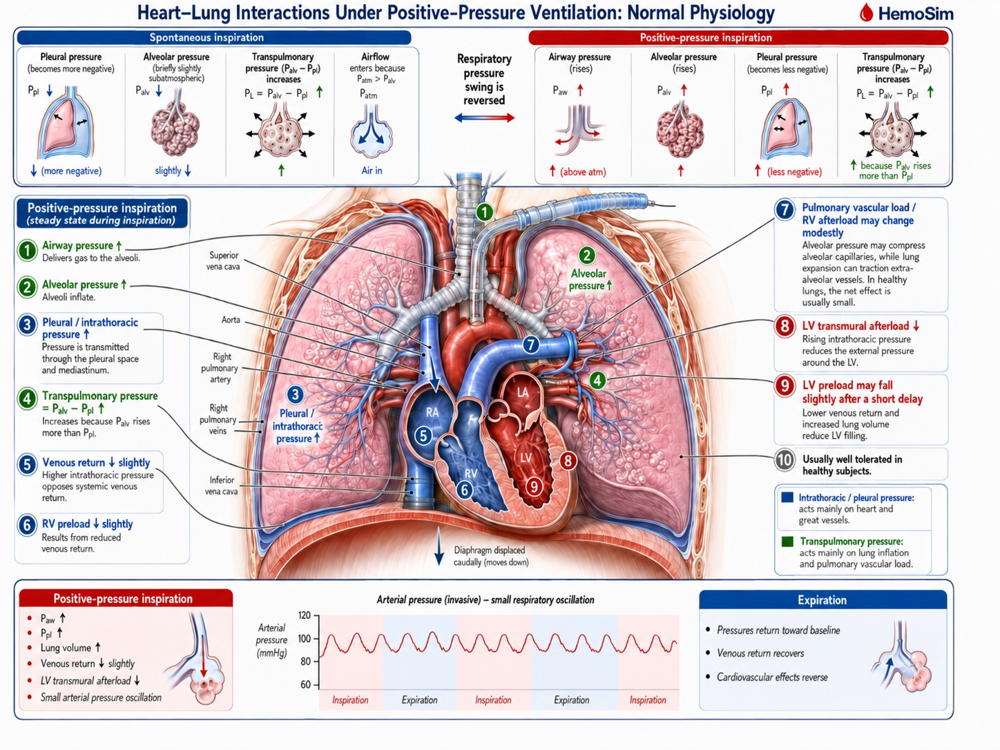 Heart–Lung Interactions Under Positive–Pressure Ventilation: Normal Physiology
HemoSim
Spontaneous inspiration
Pleural pressure
(becomes more negative)
Ppl ↓
↓ (more negative)
Alveolar pressure
(briefly slightly
subatmospheric)
Palv ↓
slightly ↓
Transpulmonary
pressure (Palv – Ppl)
increases
PL = Palv – Ppl ↑
↑
Airflow
enters because
Patm > Palv
Patm
Air in
Respiratory
pressure
swing is
reversed
Positive-pressure inspiration
Airway pressure
(rises)
Paw ↑
↑ (above atm)
Alveolar pressure
(rises)
Palv ↑
↑
Pleural pressure
(becomes less negative)
Ppl ↑
↑ (less negative)
Transpulmonary
pressure (Palv – Ppl)
increases
PL = Palv – Ppl ↑
↑ because Palv rises
more than Ppl
Positive-pressure inspiration
(steady state during inspiration)
1 Airway pressure ↑
Delivers gas to the alveoli.
2 Alveolar pressure ↑
Alveoli inflate.
3 Pleural / intrathoracic
pressure ↑
Pressure is transmitted
through the pleural space
and mediastinum.
4 Transpulmonary pressure
= Palv – Ppl ↑
Increases because Palv rises
more than Ppl.
5 Venous return ↓ slightly
Higher intrathoracic pressure
opposes systemic venous
return.
6 RV preload ↓ slightly
Results from reduced
venous return.
Superior
vena cava
Aorta
Right
pulmonary
artery
Right
pulmonary
veins
Inferior
vena cava
1
2
Alveolar
pressure ↑
3
Pleural /
intrathoracic
pressure ↑
7
4
LA
RA
5
LV
RV
6
8
9
Diaphragm displaced
caudally (moves down)
7 Pulmonary vascular load /
RV afterload may change
modestly
Alveolar pressure may compress
alveolar capillaries, while lung
expansion can traction extra-
alveolar vessels. In healthy
lungs, the net effect is
usually small.
8 LV transmural afterload ↓
Rising intrathoracic pressure
reduces the external pressure
around the LV.
9 LV preload may fall
slightly after a short delay
Lower venous return and
increased lung volume
reduce LV filling.
10 Usually well tolerated in
healthy subjects.
Intrathoracic / pleural pressure:
acts mainly on heart and
great vessels.
Transpulmonary pressure:
acts mainly on lung inflation
and pulmonary vascular load.
Positive-pressure inspiration
• Paw ↑
• Ppl ↑
• Lung volume ↑
• Venous return ↓ slightly
• LV transmural afterload ↓
• Small arterial pressure oscillation
Arterial pressure (invasive) – small respiratory oscillation
Arterial
pressure
(mmHg)
120
100
80
60
Inspiration
Expiration
Inspiration
Expiration
Inspiration
Expiration
• Pressures return toward baseline
• Venous return recovers
• Cardiovascular effects reverse